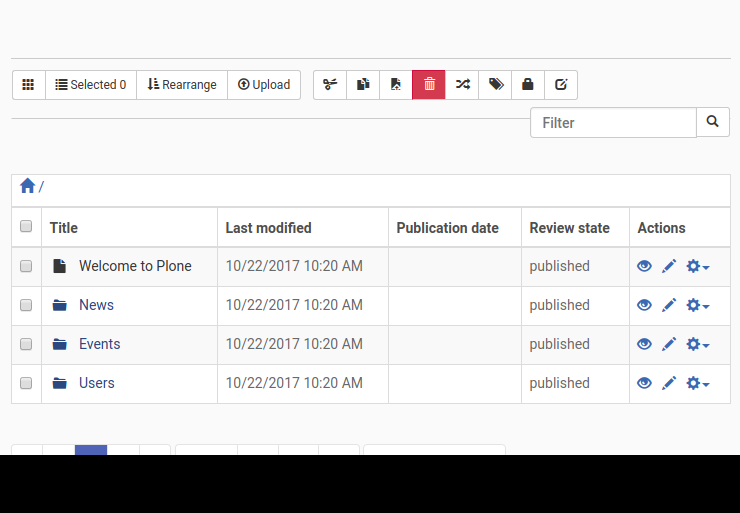 Selected 0 Rearrange Upload
Filter
/
Title Last modified Publication date Review state Actions
Welcome to Plone 10/22/2017 10:20 AM published
News 10/22/2017 10:20 AM published
Events 10/22/2017 10:20 AM published
Users 10/22/2017 10:20 AM published